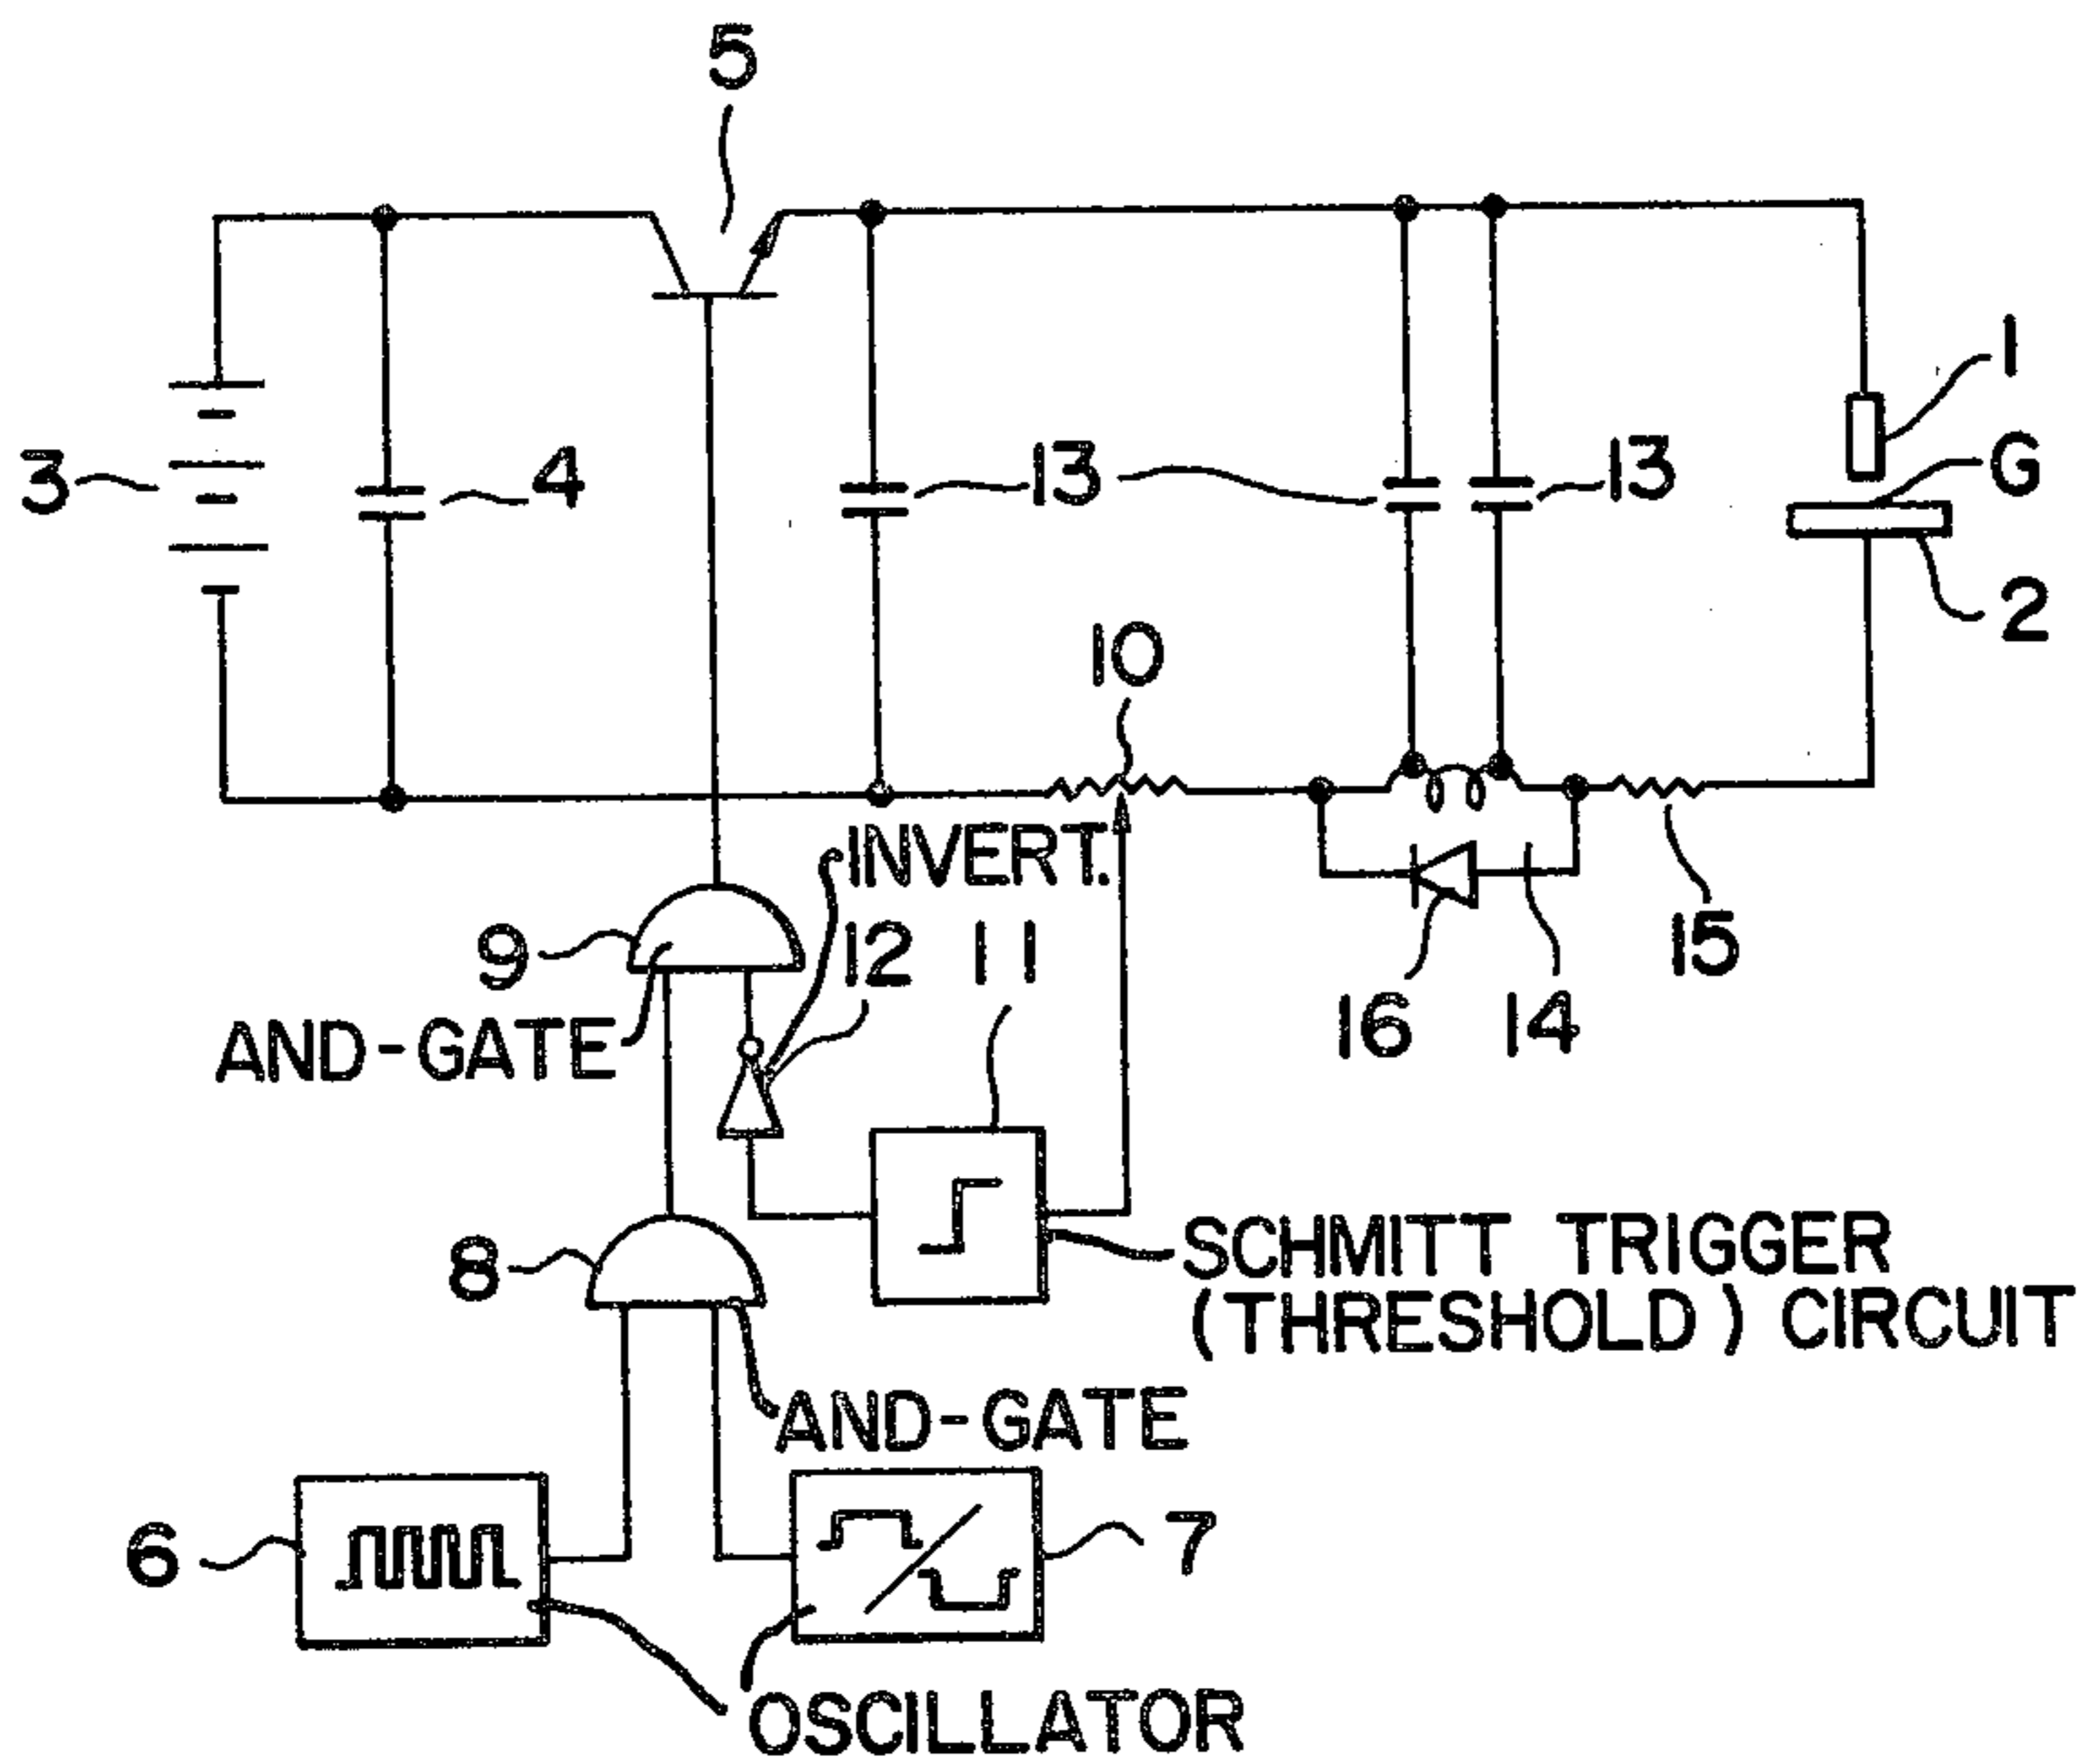 5
1
3
4
13
13
G
2
10
INVERT.
9
12
11
16
14
15
AND-GATE
8
SCHMITT TRIGGER
(THRESHOLD) CIRCUIT
AND-GATE
6
7
OSCILLATOR